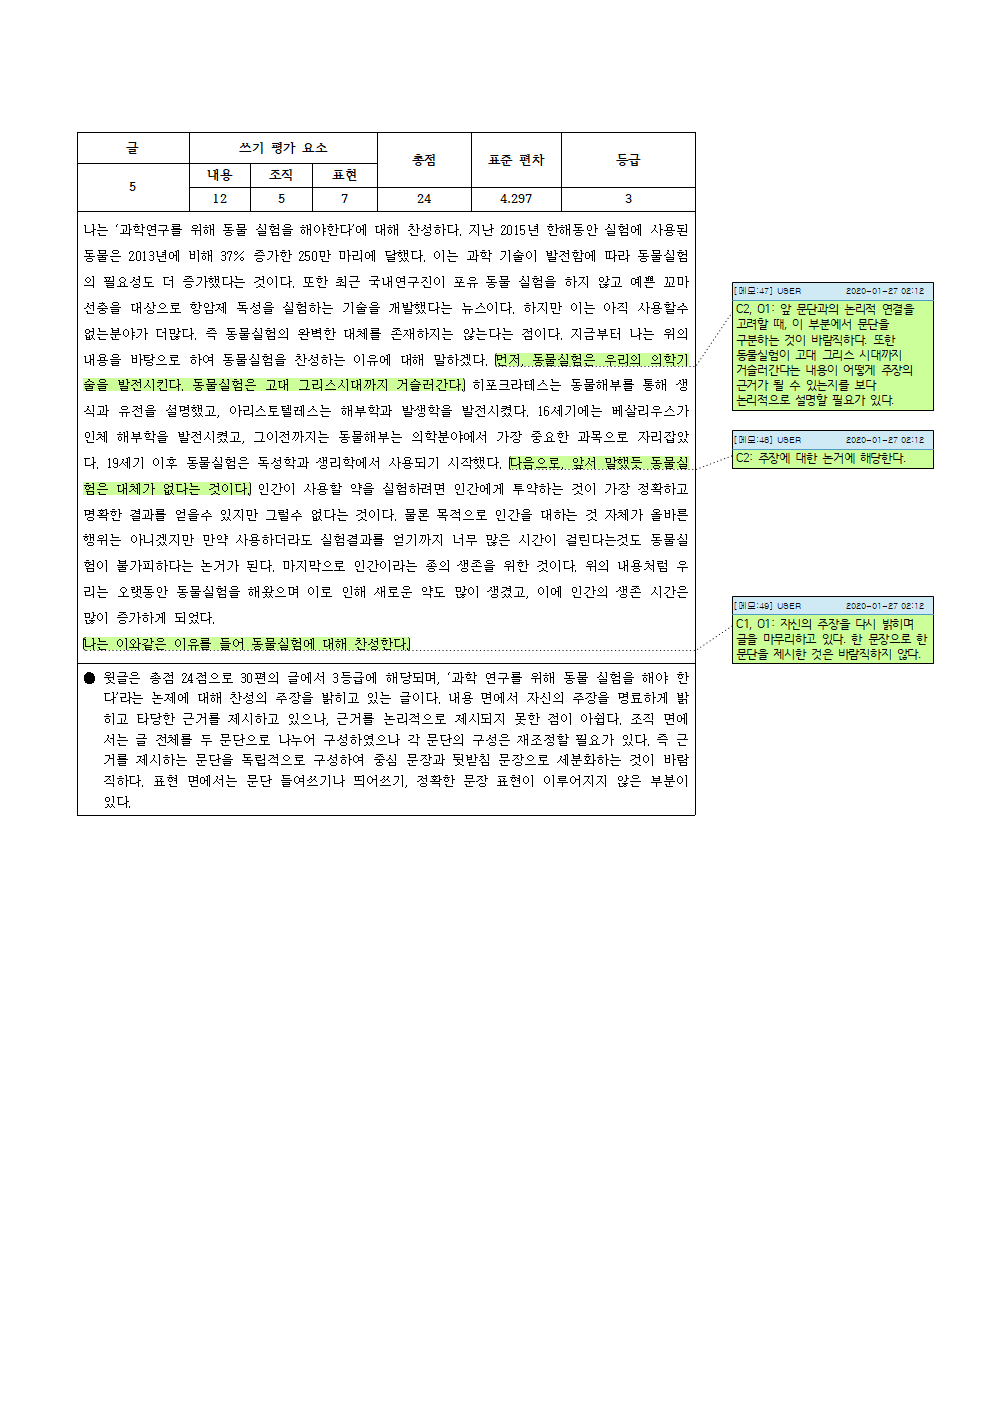 글
쓰기 평가 요소
총점
표준 편차
등급
5
내용
조직
표현
12
5
7
24
4.297
3
나는 ‘과학연구를 위해 동물 실험을 해야한다’에 대해 찬성하다. 지난 2015년 한해동안 실험에 사용된
동물은 2013년에 비해 37% 증가한 250만 마리에 달했다. 이는 과학 기술이 발전함에 따라 동물실험
의 필요성도 더 증가했다는 것이다. 또한 최근 국내연구진이 포유 동물 실험을 하지 않고 예쁜 꼬마
선충을 대상으로 항암제 독성을 실험하는 기술을 개발했다는 뉴스이다. 하지만 이는 아직 사용할수
없는분야가 더많다. 즉 동물실험의 완벽한 대체를 존재하지는 않는다는 점이다. 지금부터 나는 위의
내용을 바탕으로 하여 동물실험을 찬성하는 이유에 대해 말하겠다. 먼저, 동물실험은 우리의 의학기
술을 발전시킨다. 동물실험은 고대 그리스시대까지 거슬러간다. 히포크라테스는 동물해부를 통해 생
식과 유전을 설명했고, 아리스토텔레스는 해부학과 발생학을 발전시켰다. 16세기에는 베살리우스가
인체 해부학을 발전시켰고, 그이전까지는 동물해부는 의학분야에서 가장 중요한 과목으로 자리잡았
다. 19세기 이후 동물실험은 독성학과 생리학에서 사용되기 시작했다. 다음으로, 앞서 말했듯 동물실
험은 대체가 없다는 것이다. 인간이 사용할 약을 실험하려면 인간에게 투약하는 것이 가장 정확하고
명확한 결과를 얻을수 있지만 그럴수 없다는 것이다. 물론 목적으로 인간을 대하는 것 자체가 올바른
행위는 아니겠지만 만약 사용하더라도 실험결과를 얻기까지 너무 많은 시간이 걸린다는것도 동물실
험이 불가피하다는 논거가 된다. 마지막으로 인간이라는 종의 생존을 위한 것이다. 위의 내용처럼 우
리는 오랫동안 동물실험을 해왔으며 이로 인해 새로운 약도 많이 생겼고, 이에 인간의 생존 시간은
많이 증가하게 되었다.
나는 이와같은 이유를 들어 동물실험에 대해 찬성한다.
● 윗글은 총점 24점으로 30편의 글에서 3등급에 해당되며, ‘과학 연구를 위해 동물 실험을 해야 한
다’라는 논제에 대해 찬성의 주장을 밝히고 있는 글이다. 내용 면에서 자신의 주장을 명료하게 밝
히고 타당한 근거를 제시하고 있으나, 근거를 논리적으로 제시되지 못한 점이 아쉽다. 조직 면에
서는 글 전체를 두 문단으로 나누어 구성하였으나 각 문단의 구성은 재조정할 필요가 있다. 즉 근
거를 제시하는 문단을 독립적으로 구성하여 중심 문장과 뒷받침 문장으로 세분화하는 것이 바람
직하다. 표현 면에서는 문단 들여쓰기나 띄어쓰기, 정확한 문장 표현이 이루어지지 않은 부분이
있다.
[메모:47] USER 2020-01-27 02:12
C2, O1: 앞 문단과의 논리적 연결을
고려할 때, 이 부분에서 문단을
구분하는 것이 바람직하다. 또한
동물실험이 고대 그리스 시대까지
거슬러간다는 내용이 어떻게 주장의
근거가 될 수 있는지를 보다
논리적으로 설명할 필요가 있다.
[메모:48] USER 2020-01-27 02:12
C2: 주장에 대한 논거에 해당한다.
[메모:49] USER 2020-01-27 02:12
C1, O1: 자신의 주장을 다시 밝히며
글을 마무리하고 있다. 한 문장으로 한
문단을 제시한 것은 바람직하지 않다.